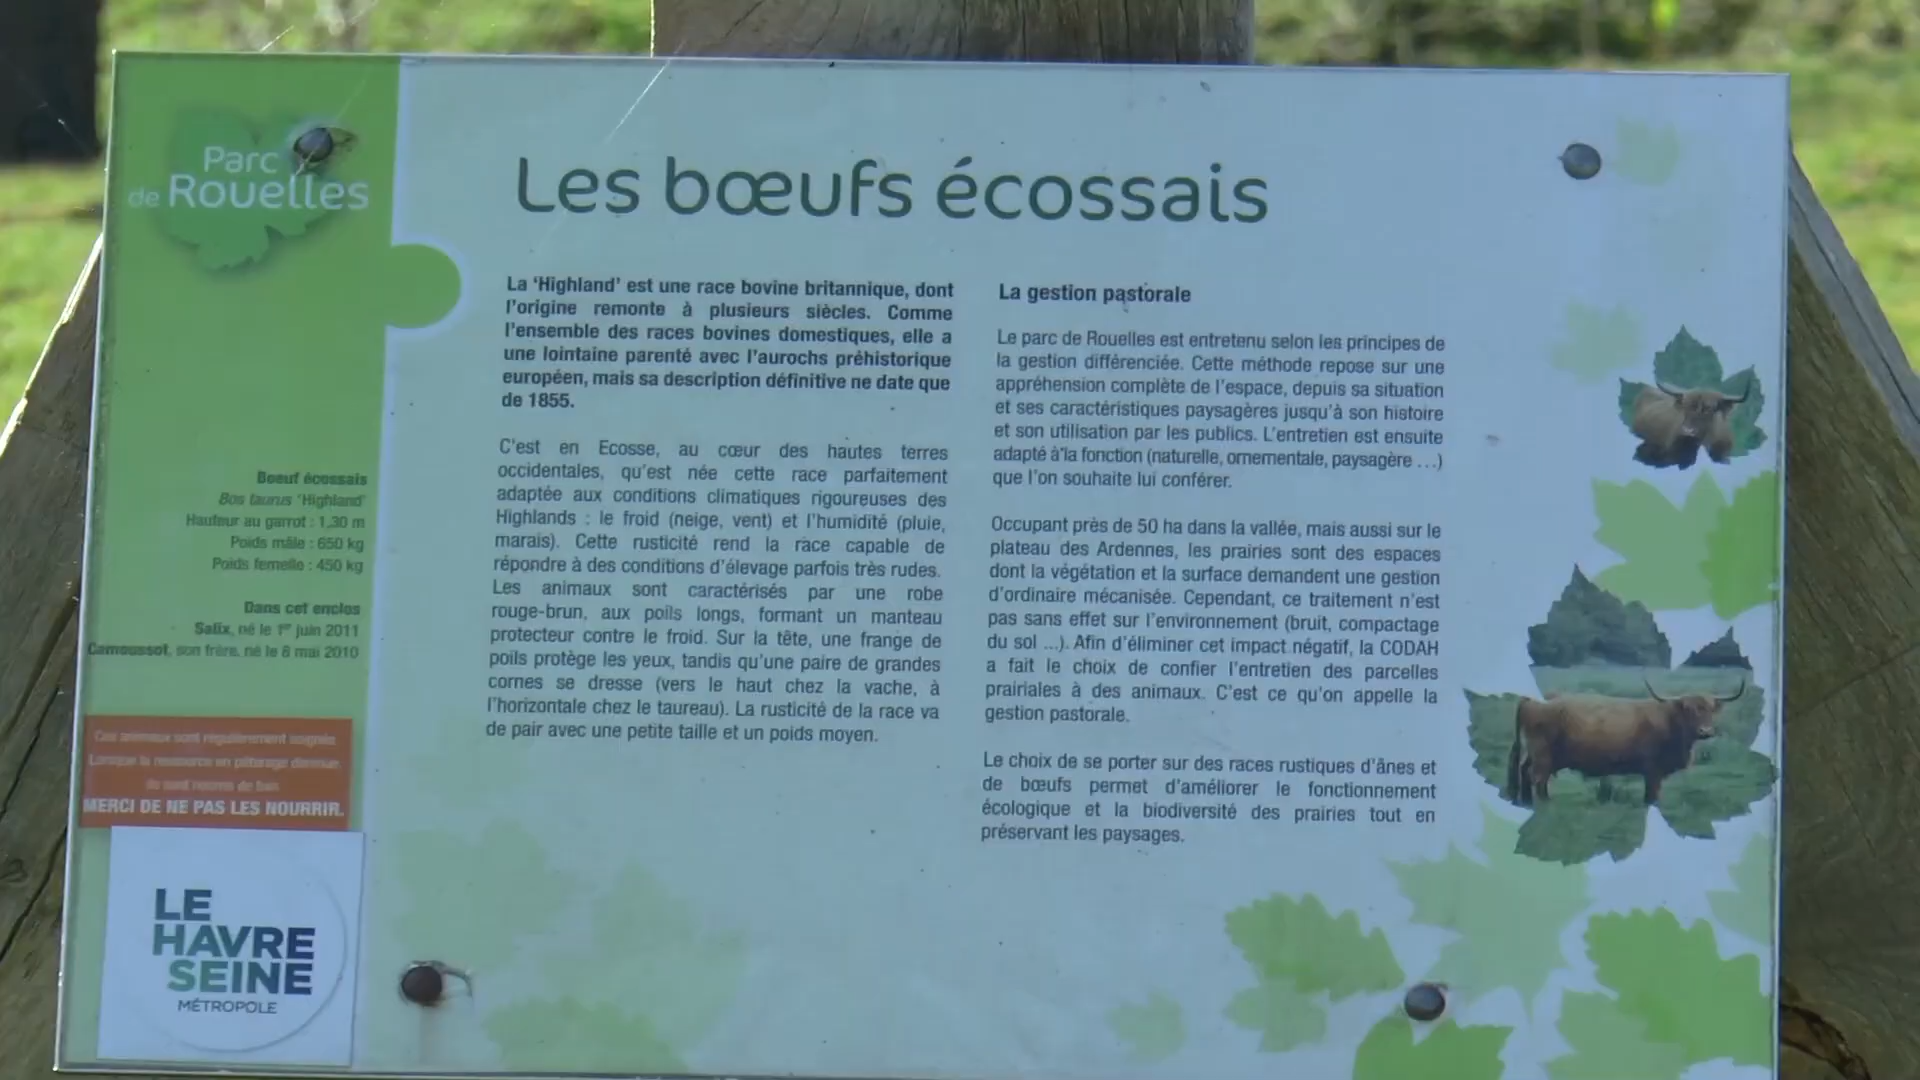 Parc
de Rouelles
Les bœufs écossais
La ‘Highland’ est une race bovine britannique, dont
l’origine remonte à plusieurs siècles. Comme
l’ensemble des races bovines domestiques, elle a
une lointaine parenté avec l’aurochs préhistorique
européen, mais sa description définitive ne date que
de 1855.
C’est en Ecosse, au cœur des hautes terres
occidentales, qu’est née cette race parfaitement
adaptée aux conditions climatiques rigoureuses des
Highlands : le froid (neige, vent) et l’humidité (pluie,
marais). Cette rusticité rend la race capable de
répondre à des conditions d’élevage parfois très rudes.
Les animaux sont caractérisés par une robe
rouge-brun, aux poils longs, formant un manteau
protecteur contre le froid. Sur la tête, une frange de
poils protège les yeux, tandis qu’une paire de grandes
cornes se dresse (vers le haut chez la vache, à
l’horizontale chez le taureau). La rusticité de la race va
de pair avec une petite taille et un poids moyen.
La gestion pastorale
Le parc de Rouelles est entretenu selon les principes de
la gestion différenciée. Cette méthode repose sur une
appréhension complète de l’espace, depuis sa situation
et ses caractéristiques paysagères jusqu’à son histoire
et son utilisation par les publics. L’entretien est ensuite
adapté à la fonction (naturelle, ornementale, paysagère ...)
que l’on souhaite lui conférer.
Occupant près de 50 ha dans la vallée, mais aussi sur le
plateau des Ardennes, les prairies sont des espaces
dont la végétation et la surface demandent une gestion
d’ordinaire mécanisée. Cependant, ce traitement n’est
pas sans effet sur l’environnement (bruit, compactage
du sol ...). Afin d’éliminer cet impact négatif, la CODAH
a fait le choix de confier l’entretien des parcelles
prairiales à des animaux. C’est ce qu’on appelle la
gestion pastorale.
Le choix de se porter sur des races rustiques d’ânes et
de bœufs permet d’améliorer le fonctionnement
écologique et la biodiversité des prairies tout en
préservant les paysages.
Boeuf écossais
Bos taurus ‘Highland’
Hauteur au garrot : 1,30 m
Poids mâle : 650 kg
Poids femelle : 450 kg
Dans cet enclos
Salix, né le 1er juin 2011
Camoussot, son frère, né le 8 mai 2010
Ces animaux sont régulièrement soignés.
Lorsque la ressource en pâturage diminue,
ils sont nourris de foin.
MERCI DE NE PAS LES NOURRIR.
LE
HAVRE
SEINE
MÉTROPOLE